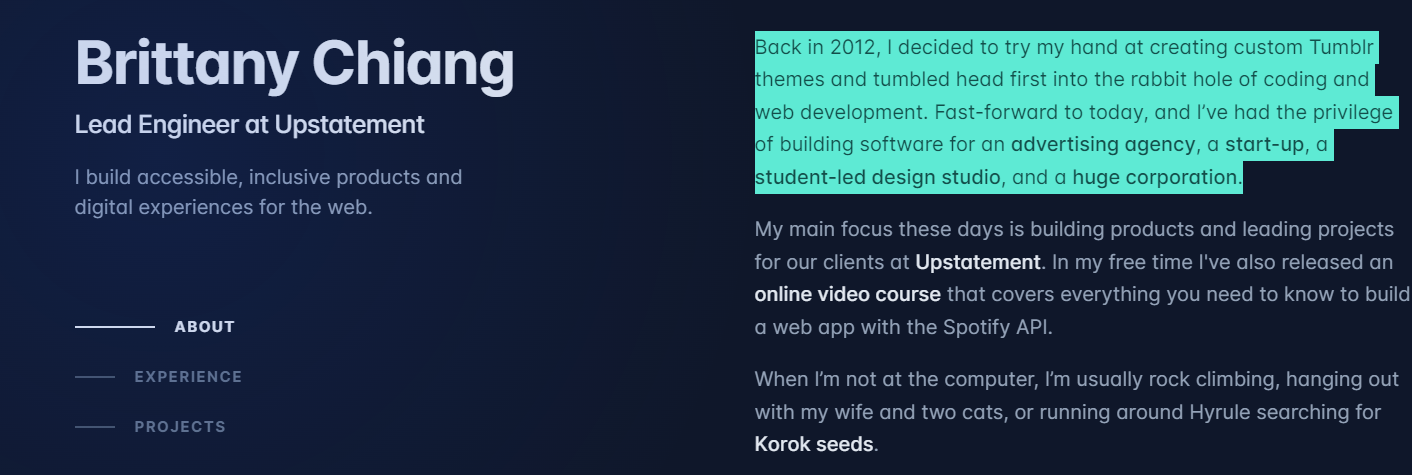 Brittany Chiang
Lead Engineer at Upstatement
I build accessible, inclusive products and
digital experiences for the web.
ABOUT
EXPERIENCE
PROJECTS
Back in 2012, I decided to try my hand at creating custom Tumblr
themes and tumbled head first into the rabbit hole of coding and
web development. Fast-forward to today, and I’ve had the privilege
of building software for an advertising agency, a start-up, a
student-led design studio, and a huge corporation.
My main focus these days is building products and leading projects
for our clients at Upstatement. In my free time I've also released an
online video course that covers everything you need to know to build
a web app with the Spotify API.
When I’m not at the computer, I’m usually rock climbing, hanging out
with my wife and two cats, or running around Hyrule searching for
Korok seeds.